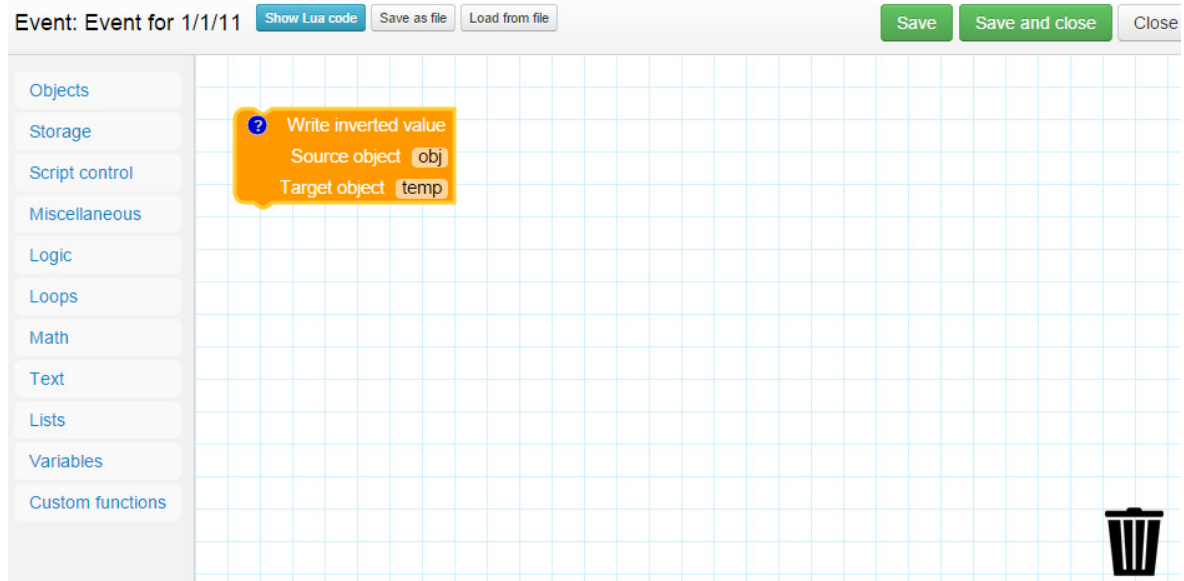 Event: Event for 1/1/11 Show Lua code Save as file Load from file Save Save and close Close
Objects
Storage
Script control
Miscellaneous
Logic
Loops
Math
Text
Lists
Variables
Custom functions
? Write inverted value
Source object obj
Target object temp